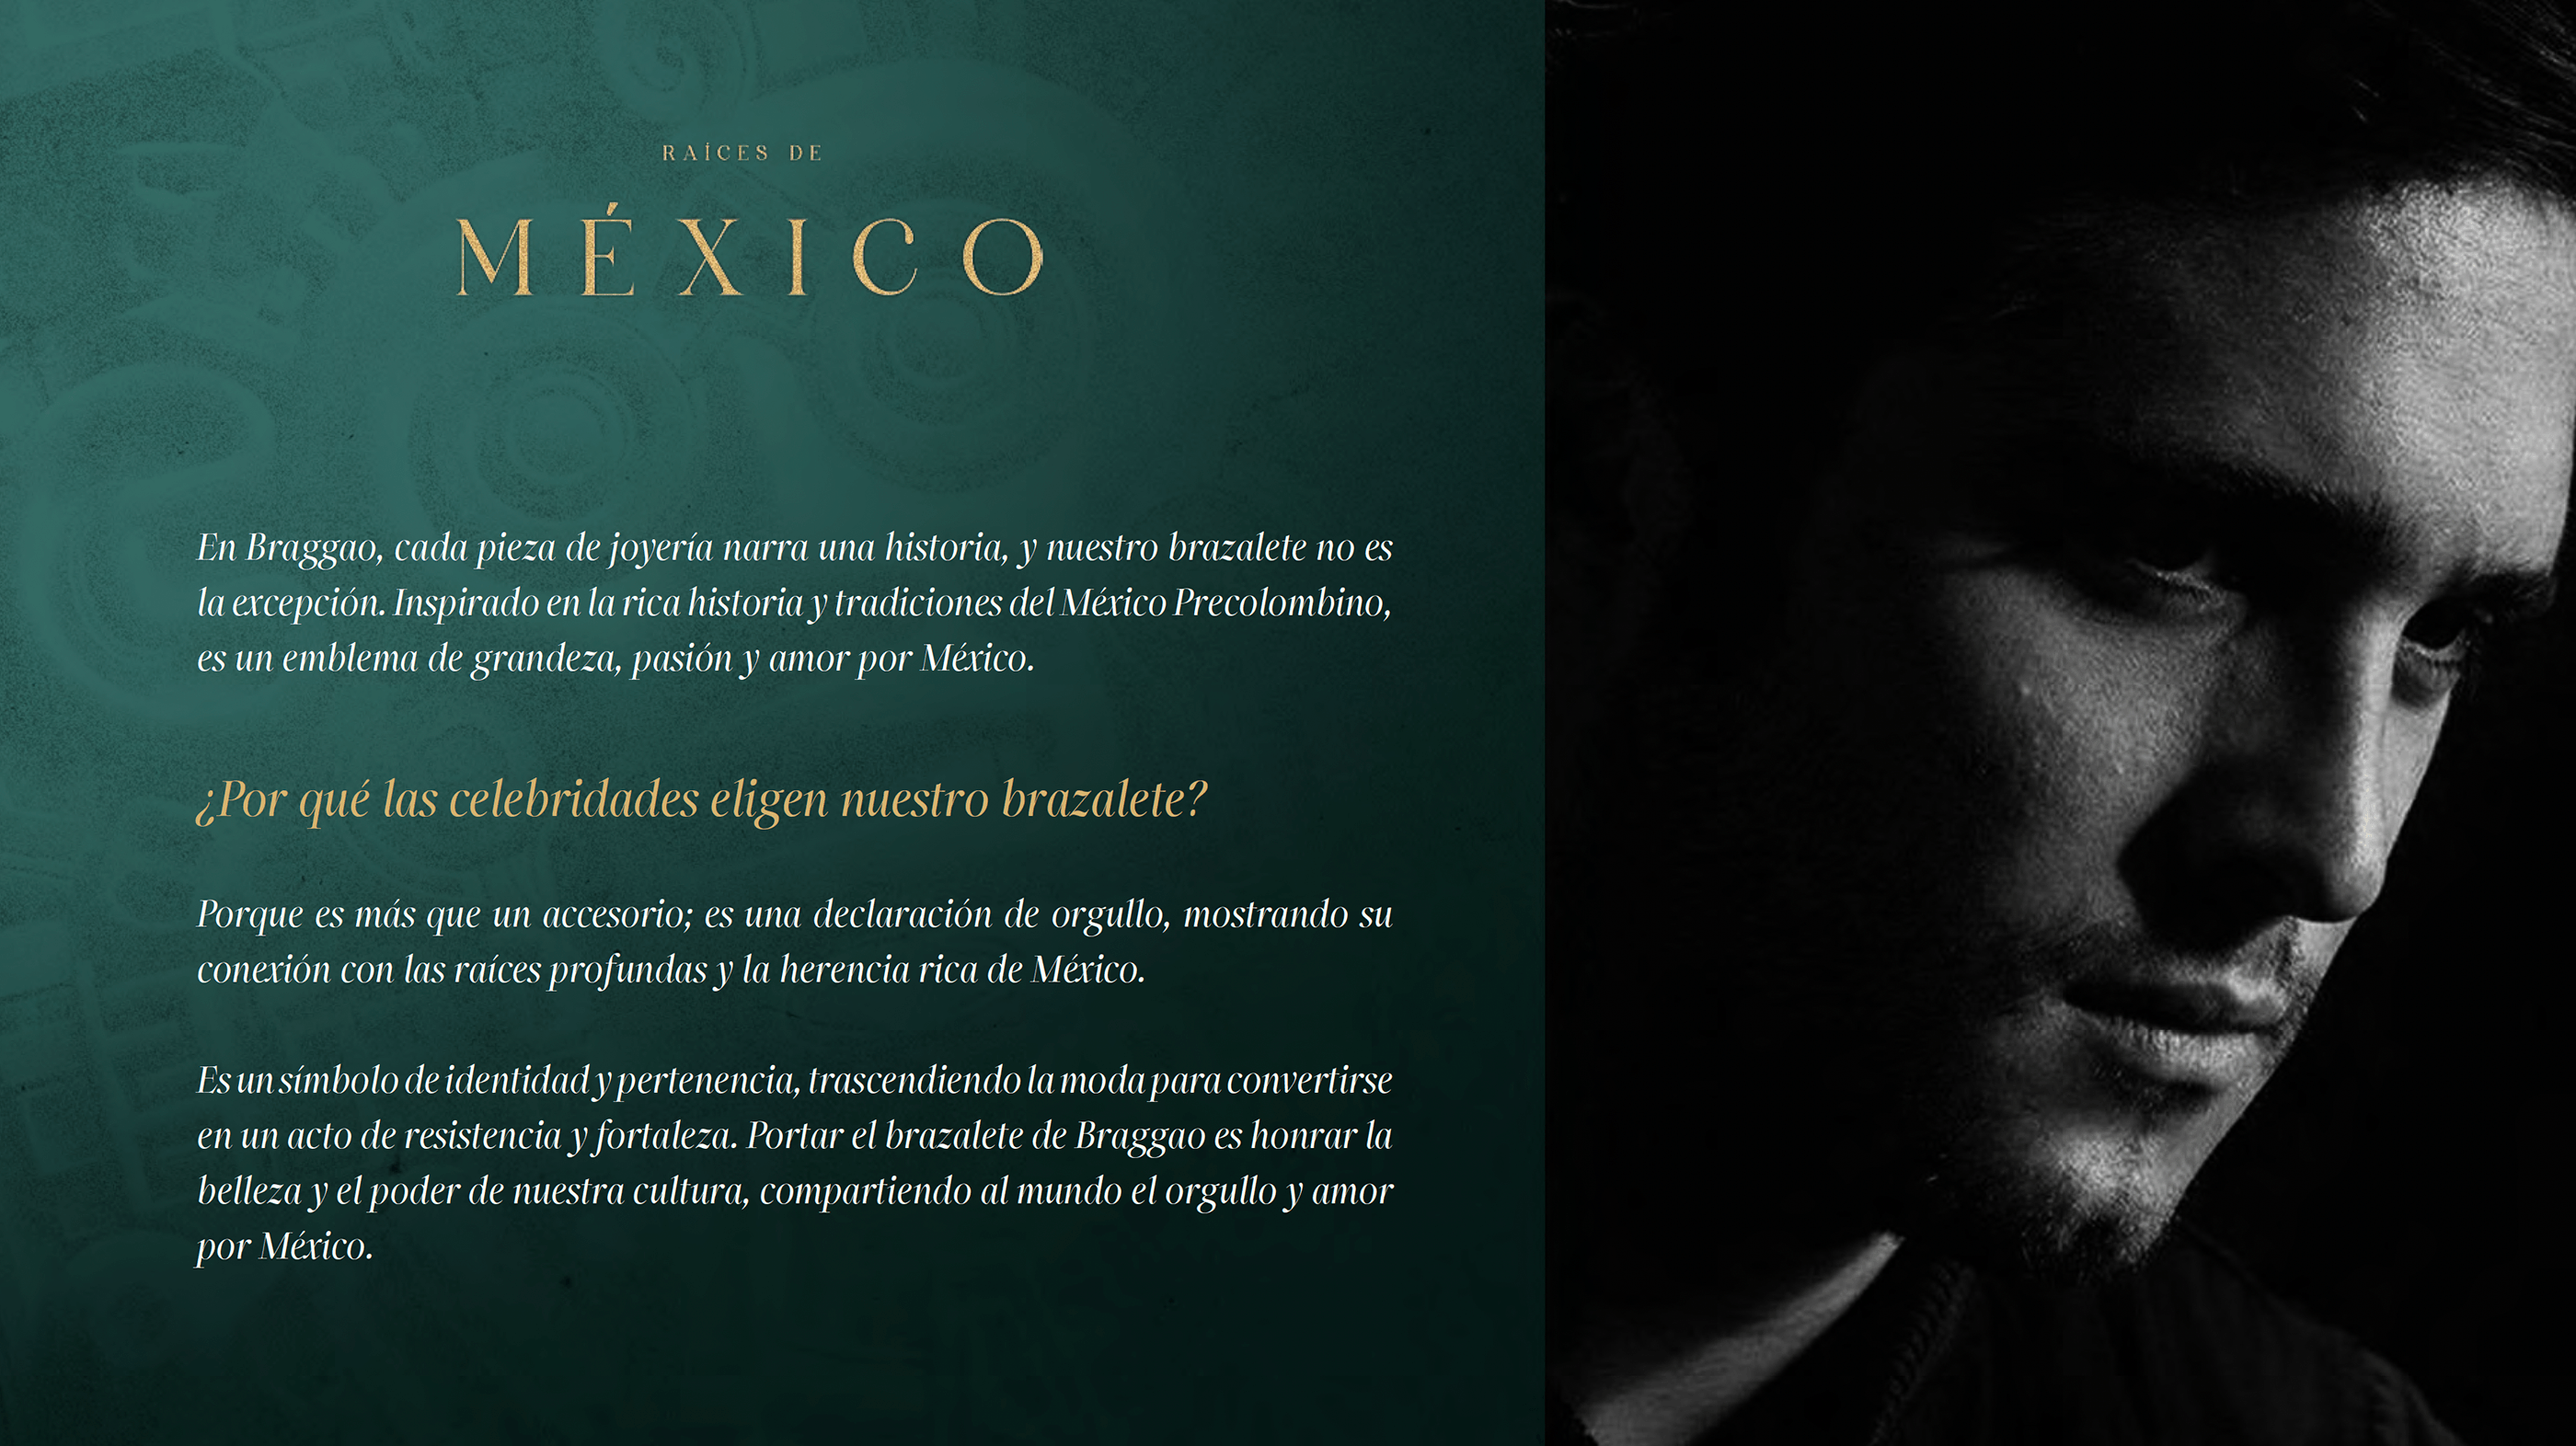 RAÍCES DE
MÉXICO
En Braggao, cada pieza de joyería narra una historia, y nuestro brazalete no es
la excepción. Inspirado en la rica historia y tradiciones del México Precolombino,
es un emblema de grandeza, pasión y amor por México.
¿Por qué las celebridades eligen nuestro brazalete?
Porque es más que un accesorio; es una declaración de orgullo, mostrando su
conexión con las raíces profundas y la herencia rica de México.
Es un símbolo de identidad y pertenencia, trascendiendo la moda para convertirse
en un acto de resistencia y fortaleza. Portar el brazalete de Braggao es honrar la
belleza y el poder de nuestra cultura, compartiendo al mundo el orgullo y amor
por México.